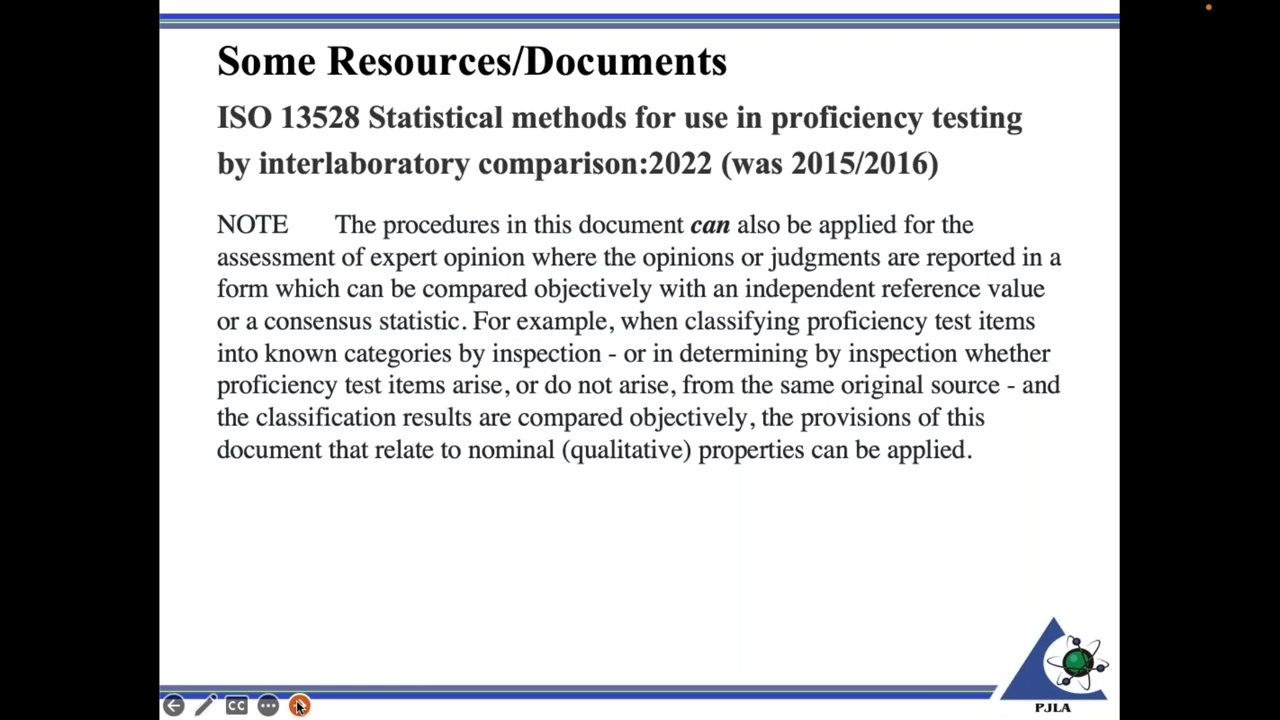 Some Resources/Documents
ISO 13528 Statistical methods for use in proficiency testing
by interlaboratory comparison:2022 (was 2015/2016)
NOTE The procedures in this document can also be applied for the
assessment of expert opinion where the opinions or judgments are reported in a
form which can be compared objectively with an independent reference value
or a consensus statistic. For example, when classifying proficiency test items
into known categories by inspection - or in determining by inspection whether
proficiency test items arise, or do not arise, from the same original source - and
the classification results are compared objectively, the provisions of this
document that relate to nominal (qualitative) properties can be applied.
CC
PJLA